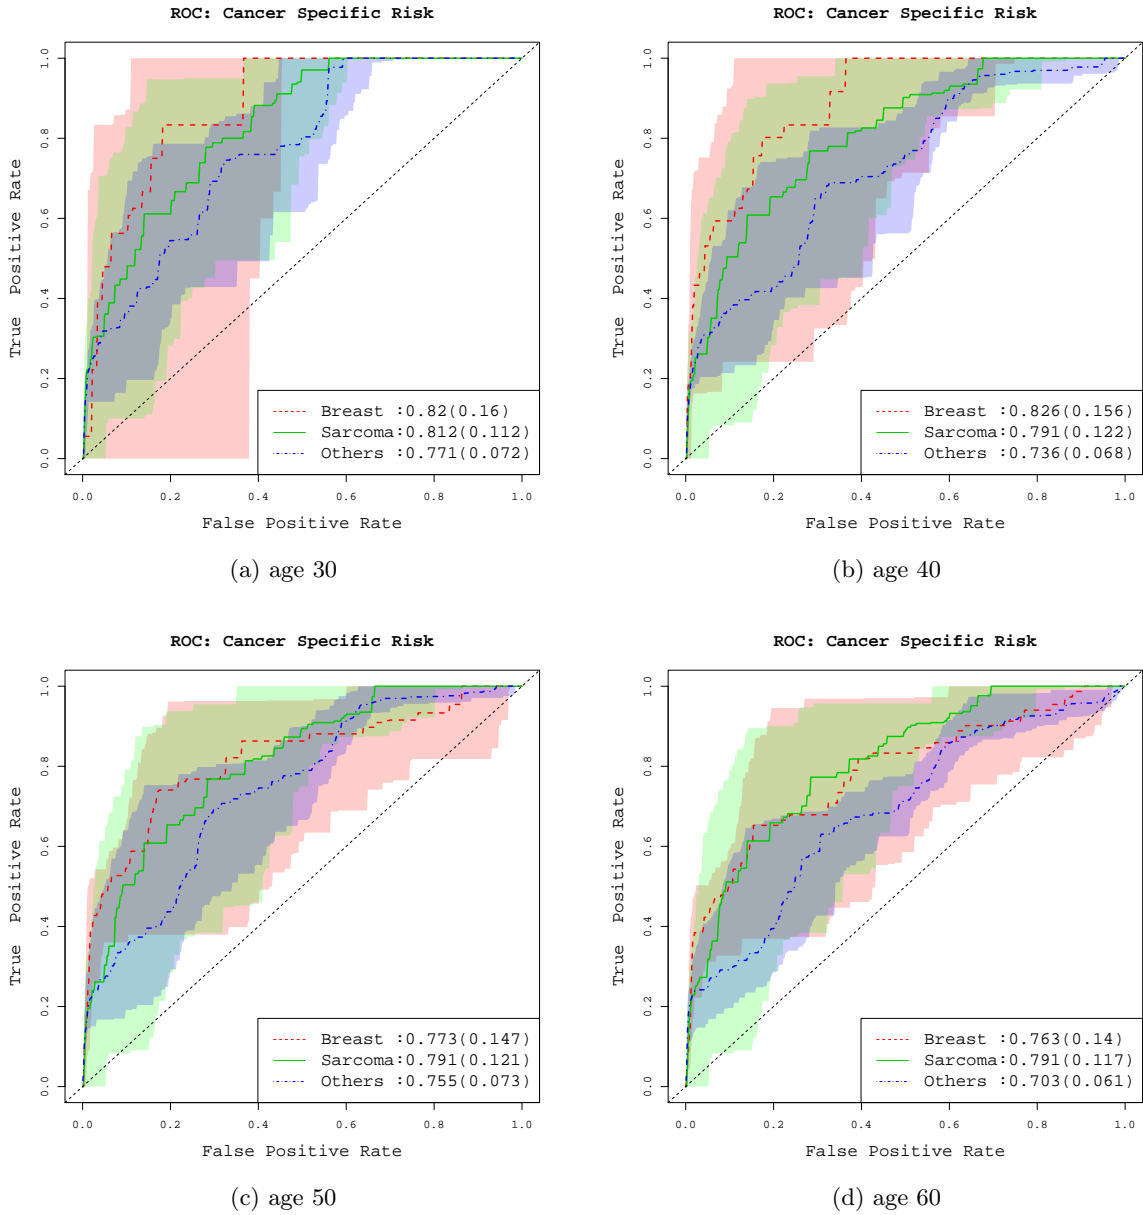 ROC: Cancer Specific Risk
True Positive Rate
0.0 0.2 0.4 0.6 0.8 1.0
Breast :0.82(0.16)
Sarcoma:0.812(0.112)
Others :0.771(0.072)
0.0 0.2 0.4 0.6 0.8 1.0
False Positive Rate
(a) age 30
ROC: Cancer Specific Risk
True Positive Rate
0.0 0.2 0.4 0.6 0.8 1.0
Breast :0.826(0.156)
Sarcoma:0.791(0.122)
Others :0.736(0.068)
0.0 0.2 0.4 0.6 0.8 1.0
False Positive Rate
(b) age 40
ROC: Cancer Specific Risk
True Positive Rate
0.0 0.2 0.4 0.6 0.8 1.0
Breast :0.773(0.147)
Sarcoma:0.791(0.121)
Others :0.755(0.073)
0.0 0.2 0.4 0.6 0.8 1.0
False Positive Rate
(c) age 50
ROC: Cancer Specific Risk
True Positive Rate
0.0 0.2 0.4 0.6 0.8 1.0
Breast :0.763(0.14)
Sarcoma:0.791(0.117)
Others :0.703(0.061)
0.0 0.2 0.4 0.6 0.8 1.0
False Positive Rate
(d) age 60